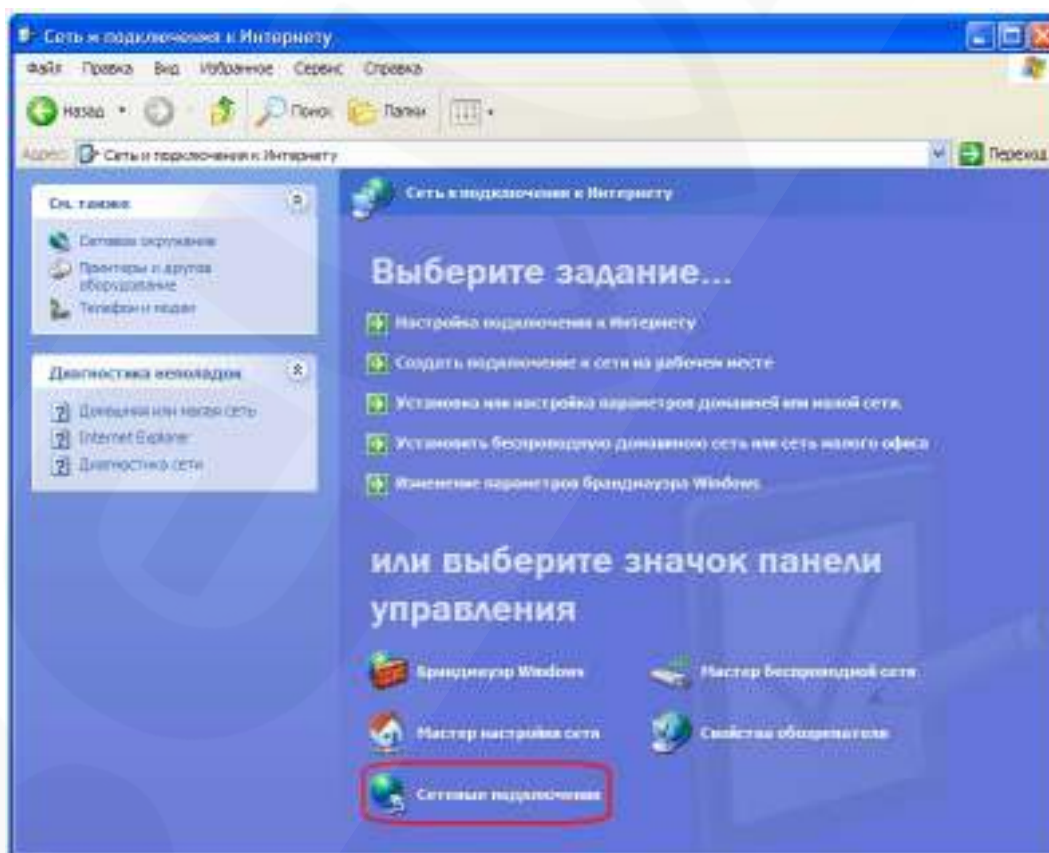 Сеть и подключения к Интернету
Файл Правка Вид Избранное Сервис Справка
Назад Поиск Папки
Адрес: Сеть и подключения к Интернету Переход
См. также
Сетевое окружение
Принтеры и другое
оборудование
Телефон и модем
Диагностика неполадок
Домашняя или малая сеть
Internet Explorer
Диагностика сети
Сеть и подключения к Интернету
Выберите задание...
Настройка подключения к Интернету
Создать подключение к сети на рабочем месте
Установка или настройка параметров домашней или малой сети.
Установить беспроводную домашнюю сеть или сеть малого офиса
Изменение параметров брандмауэра Windows
или выберите значок панели
управления
Брандмауэр Windows Мастер беспроводной сети
Мастер настройки сети Свойства обозревателя
Сетевые подключения